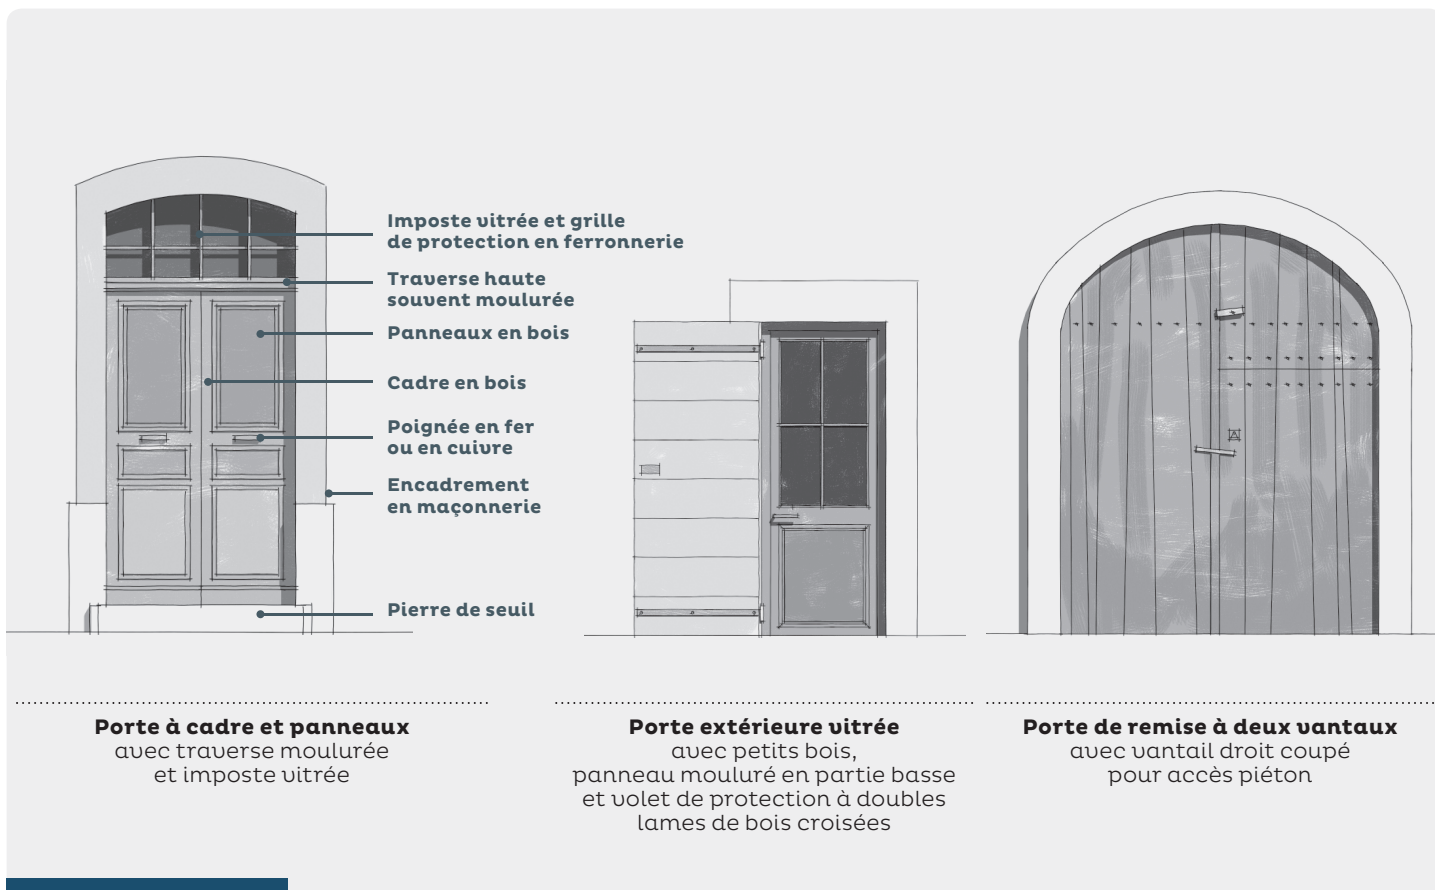 Imposte vitrée et grille
de protection en ferronnerie
Traverse haute
souvent moulurée
Panneaux en bois
Cadre en bois
Poignée en fer
ou en cuivre
Encadrement
en maçonnerie
Pierre de seuil
Porte à cadre et panneaux
avec traverse moulurée
et imposte vitrée
Porte extérieure vitrée
avec petits bois,
panneau mouluré en partie basse
et volet de protection à doubles
lames de bois croisées
Porte de remise à deux vantaux
avec vantail droit coupé
pour accès piéton